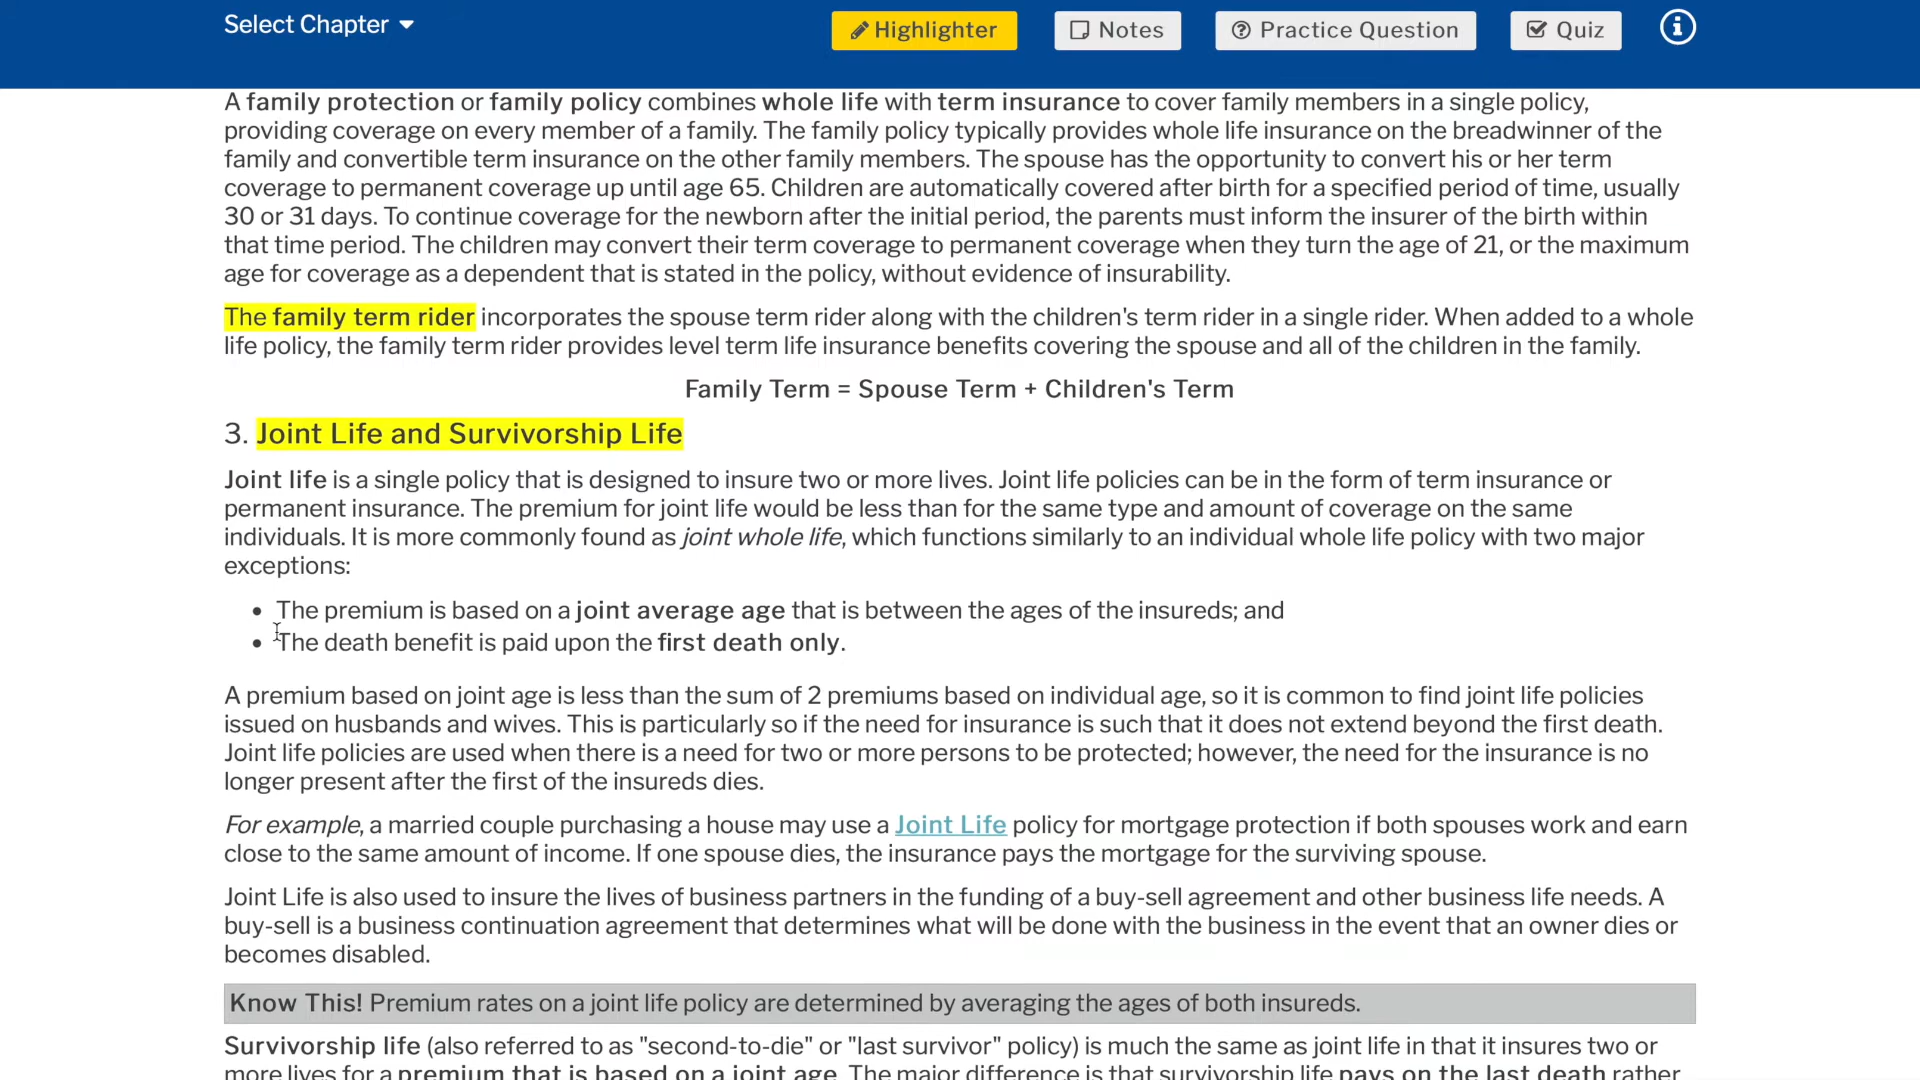 Select Chapter
Highlighter
Notes
Practice Question
Quiz
A family protection or family policy combines whole life with term insurance to cover family members in a single policy,
providing coverage on every member of a family. The family policy typically provides whole life insurance on the breadwinner of the
family and convertible term insurance on the other family members. The spouse has the opportunity to convert his or her term
coverage to permanent coverage up until age 65. Children are automatically covered after birth for a specified period of time, usually
30 or 31 days. To continue coverage for the newborn after the initial period, the parents must inform the insurer of the birth within
that time period. The children may convert their term coverage to permanent coverage when they turn the age of 21, or the maximum
age for coverage as a dependent that is stated in the policy, without evidence of insurability.
The family term rider incorporates the spouse term rider along with the children's term rider in a single rider. When added to a whole
life policy, the family term rider provides level term life insurance benefits covering the spouse and all of the children in the family.
Family Term = Spouse Term + Children's Term
3. Joint Life and Survivorship Life
Joint life is a single policy that is designed to insure two or more lives. Joint life policies can be in the form of term insurance or
permanent insurance. The premium for joint life would be less than for the same type and amount of coverage on the same
individuals. It is more commonly found as joint whole life, which functions similarly to an individual whole life policy with two major
exceptions:
• The premium is based on a joint average age that is between the ages of the insureds; and
• The death benefit is paid upon the first death only.
A premium based on joint age is less than the sum of 2 premiums based on individual age, so it is common to find joint life policies
issued on husbands and wives. This is particularly so if the need for insurance is such that it does not extend beyond the first death.
Joint life policies are used when there is a need for two or more persons to be protected; however, the need for the insurance is no
longer present after the first of the insureds dies.
For example, a married couple purchasing a house may use a Joint Life policy for mortgage protection if both spouses work and earn
close to the same amount of income. If one spouse dies, the insurance pays the mortgage for the surviving spouse.
Joint Life is also used to insure the lives of business partners in the funding of a buy-sell agreement and other business life needs. A
buy-sell is a business continuation agreement that determines what will be done with the business in the event that an owner dies or
becomes disabled.
Know This! Premium rates on a joint life policy are determined by averaging the ages of both insureds.
Survivorship life (also referred to as "second-to-die" or "last survivor" policy) is much the same as joint life in that it insures two or
more lives for a premium that is based on a joint age. The major difference is that survivorship life pays on the last death rather